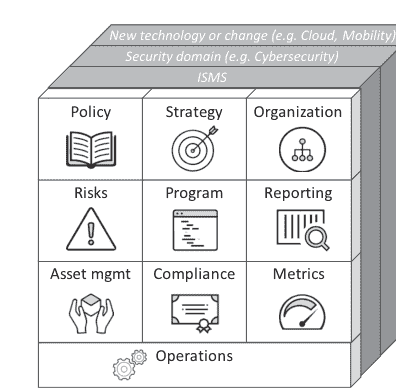 New technology or change (e.g. Cloud, Mobility)
Security domain (e.g. Cybersecurity)
ISMS
Policy Strategy Organization
Risks Program Reporting
Asset mgmt Compliance Metrics
Operations